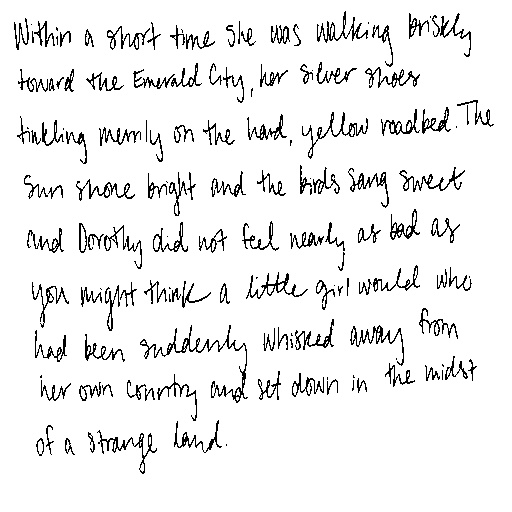 Within a short time she was walking briskly
toward the Emerald City, her silver shoes
tinkling merrily on the hard, yellow roadbed. The
sun shone bright and the birds sang sweet
and Dorothy did not feel nearly as bad as
you might think a little girl would who
had been suddenly whisked away from
her own country and set down in the midst
of a strange land.